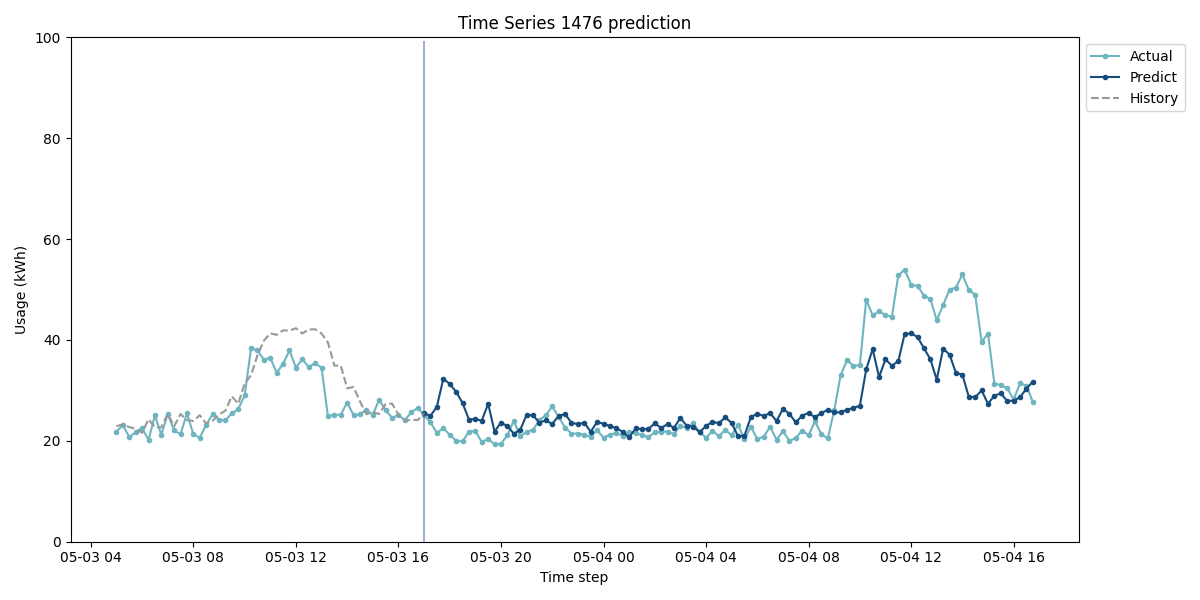 Time Series 1476 prediction
Actual
Predict
History
Usage (kWh)
100
80
60
40
20
0
05-03 04 05-03 08 05-03 12 05-03 16 05-03 20 05-04 00 05-04 04 05-04 08 05-04 12 05-04 16
Time step